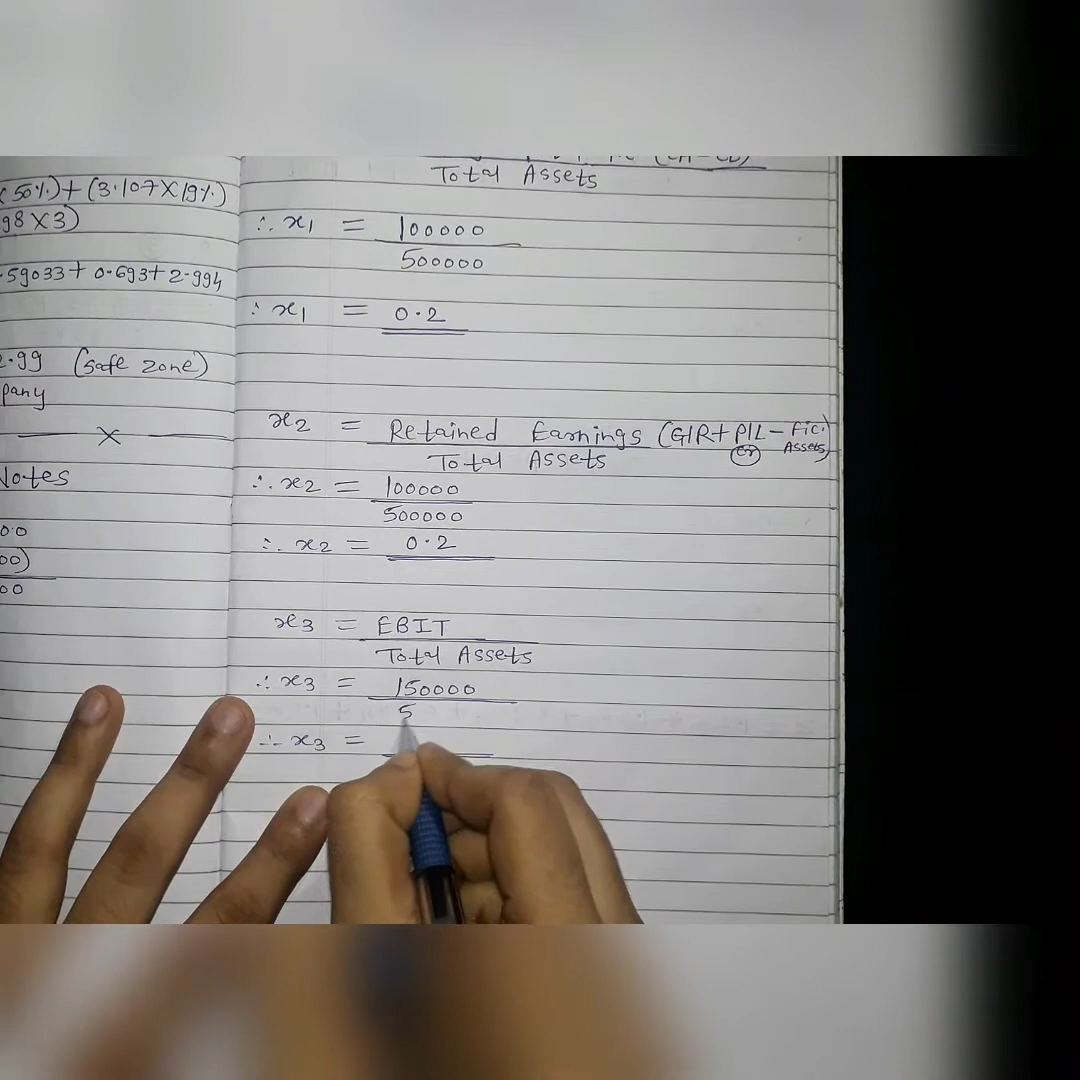 50%)+(3.107×19%)
98×3)
.59033+0.693+2.994
2.99 (Safe zone)
pany
—— × ——
Notes
00)
00
Total Assets
∴ x1 = 100000
500000
∴ x1 = 0.2
x2 = Retained Earnings (G/R+P/L-Fic.
(Cr) Assets)
Total Assets
∴ x2 = 100000
500000
∴ x2 = 0.2
x3 = EBIT
Total Assets
∴ x3 = 150000
5
∴ x3 =